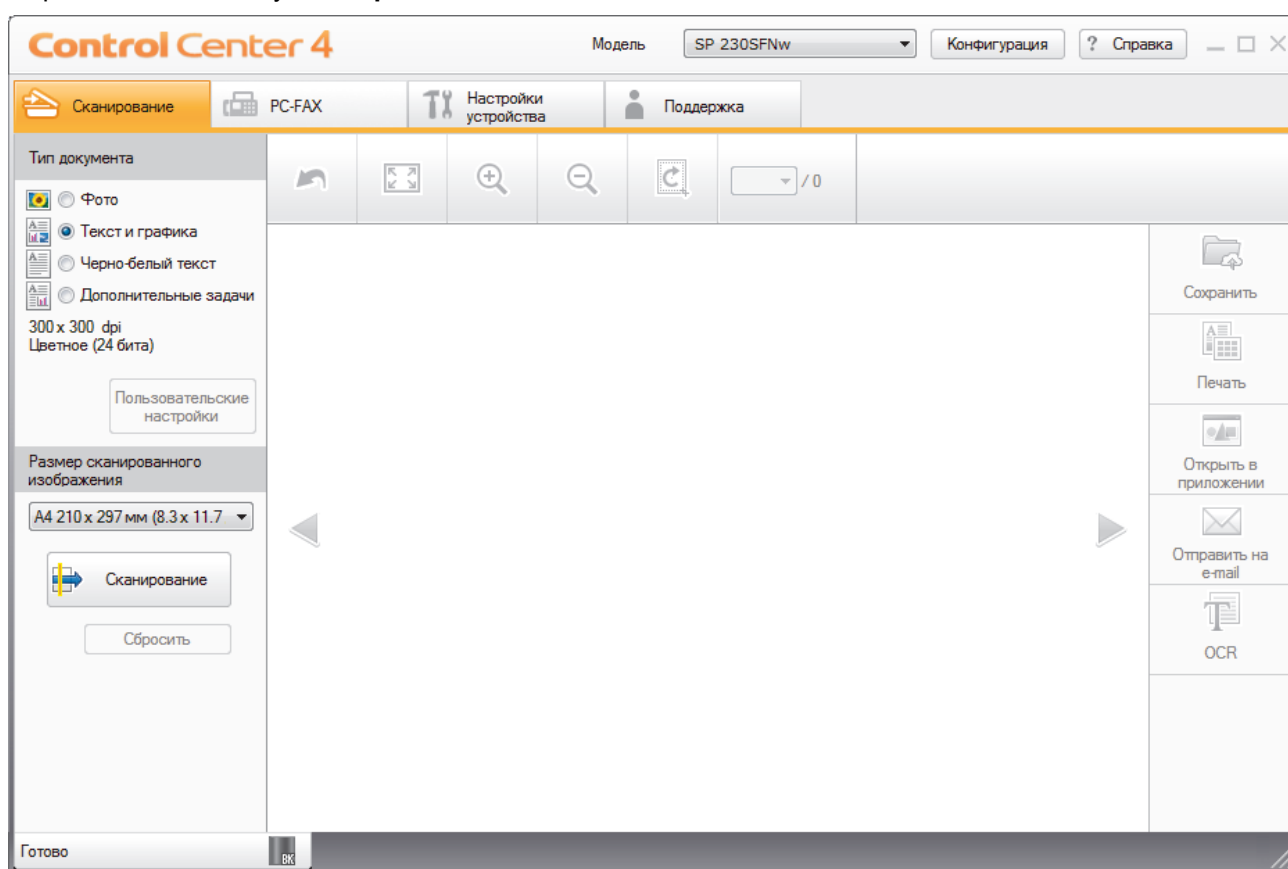 Control Center 4
Модель
SP 230SFNw
Конфигурация
? Справка
Сканирование
PC-FAX
Настройки
устройства
Поддержка
Тип документа
/ 0
Фото
Текст и графика
Черно-белый текст
Дополнительные задачи
300 x 300 dpi
Цветное (24 бита)
Пользовательские
настройки
Размер сканированного
изображения
A4 210 x 297 мм (8.3 x 11.7
Сканирование
Сбросить
Сохранить
Печать
Открыть в
приложении
Отправить на
e-mail
OCR
Готово
BK